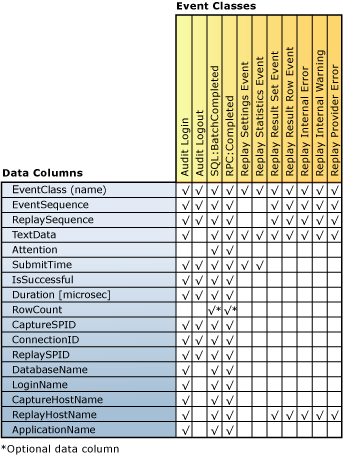 Event Classes
Data Columns
Audit Login
Audit Logout
SQL:BatchCompleted
RPC:Completed
Replay Settings Event
Replay Statistics Event
Replay Result Set Event
Replay Result Row Event
Replay Internal Error
Replay Internal Warning
Replay Provider Error
EventClass (name) √ √ √ √ √ √ √ √ √ √ √
EventSequence √ √ √ √ √ √ √ √ √
ReplaySequence √ √ √ √ √ √ √ √ √
TextData √ √ √ √ √ √ √ √ √ √
Attention √ √
SubmitTime √ √ √ √ √ √
IsSuccessful √ √ √ √
Duration [microsec] √ √ √ √
RowCount √* √*
CaptureSPID √ √ √ √
ConnectionID √ √ √ √
ReplaySPID √ √ √ √
DatabaseName √ √ √
LoginName √ √ √
CaptureHostName √ √ √
ReplayHostName √ √ √ √ √ √ √ √
ApplicationName √ √ √
*Optional data column